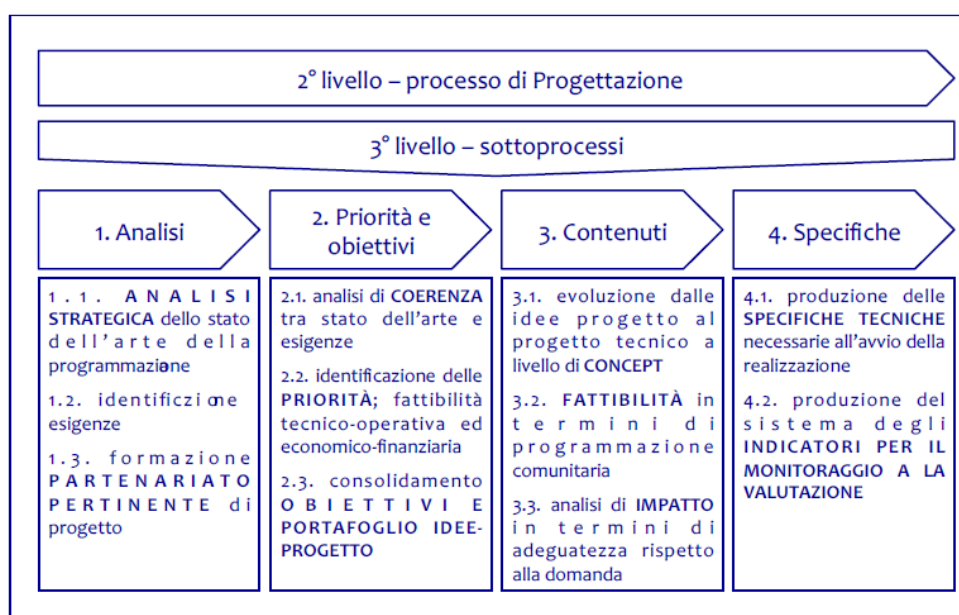 2° livello – processo di Progettazione
3° livello – sottoprocessi
1. Analisi
2. Priorità e
obiettivi
3. Contenuti
4. Specifiche
1.1. ANALISI
STRATEGICA dello stato
dell'arte della
programmazione
1.2. identificzione
esigenze
1.3. formazione
PARTENARIATO
PERTINENTE di
progetto
2.1. analisi di COERENZA
tra stato dell'arte e
esigenze
2.2. identificazione delle
PRIORITÀ; fattibilità
tecnico-operativa ed
economico-finanziaria
2.3. consolidamento
OBIETTIVI E
PORTAFOGLIO IDEE-
PROGETTO
3.1. evoluzione dalle
idee progetto al
progetto tecnico a
livello di CONCEPT
3.2. FATTIBILITÀ in
termini di
programmazione
comunitaria
3.3. analisi di IMPATTO
in termini di
adeguatezza rispetto
alla domanda
4.1. produzione delle
SPECIFICHE TECNICHE
necessarie all'avvio della
realizzazione
4.2. produzione del
sistema degli
INDICATORI PER IL
MONITORAGGIO A LA
VALUTAZIONE